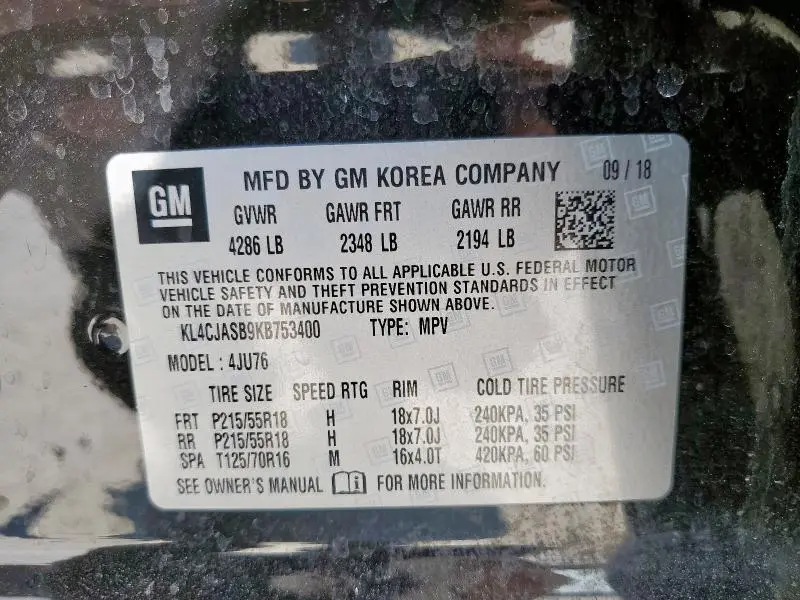 GM MFD BY GM KOREA COMPANY 09 / 18
GVWR GAWR FRT GAWR RR
4286 LB 2348 LB 2194 LB
THIS VEHICLE CONFORMS TO ALL APPLICABLE U.S. FEDERAL MOTOR
VEHICLE SAFETY AND THEFT PREVENTION STANDARDS IN EFFECT
ON THE DATE OF MANUFACTURE SHOWN ABOVE.
KL4CJASB9KB753400 TYPE: MPV
MODEL : 4JU76
TIRE SIZE SPEED RTG RIM COLD TIRE PRESSURE
FRT P215/55R18 H 18x7.0J 240KPA, 35 PSI
RR P215/55R18 H 18x7.0J 240KPA, 35 PSI
SPA T125/70R16 M 16x4.0T 420KPA, 60 PSI
SEE OWNER'S MANUAL i FOR MORE INFORMATION.